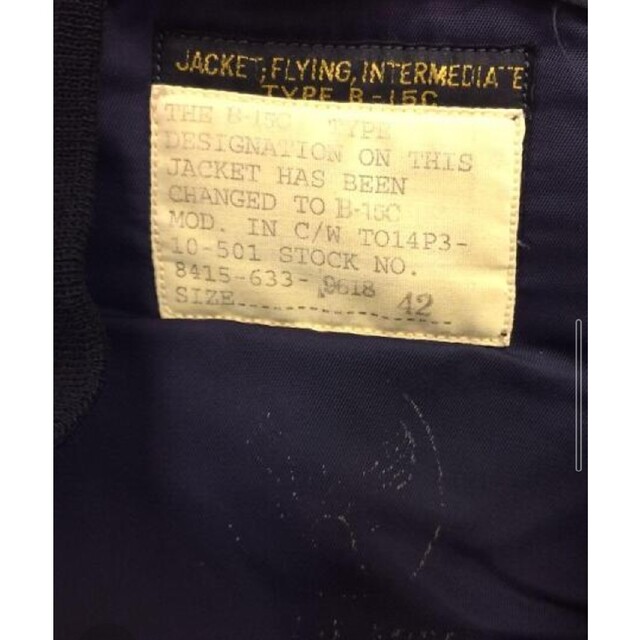 JACKET, FLYING, INTERMEDIATE
TYPE B-15C
THE B-15C TYPE
DESIGNATION ON THIS
JACKET HAS BEEN
CHANGED TO B-15C
MOD. IN C/W TO14P3-
10-501 STOCK NO.
8415-633-9618
SIZE 42